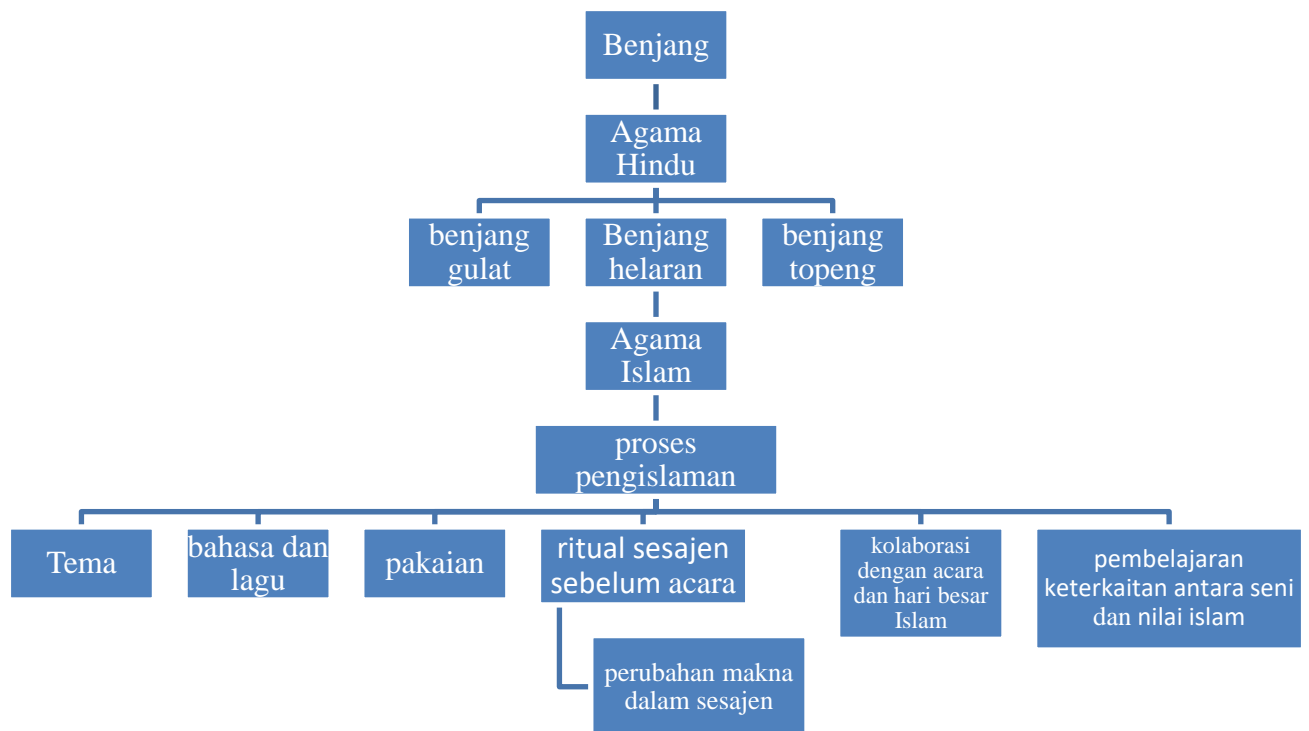 Benjang
Agama
Hindu
benjang
gulat
Benjang
helaran
benjang
topeng
Agama
Islam
proses
pengislaman
Tema
bahasa dan
lagu
pakaian
ritual sesajen
sebelum acara
kolaborasi
dengan acara
dan hari besar
Islam
pembelajaran
keterkaitan antara seni
dan nilai islam
perubahan makna
dalam sesajen